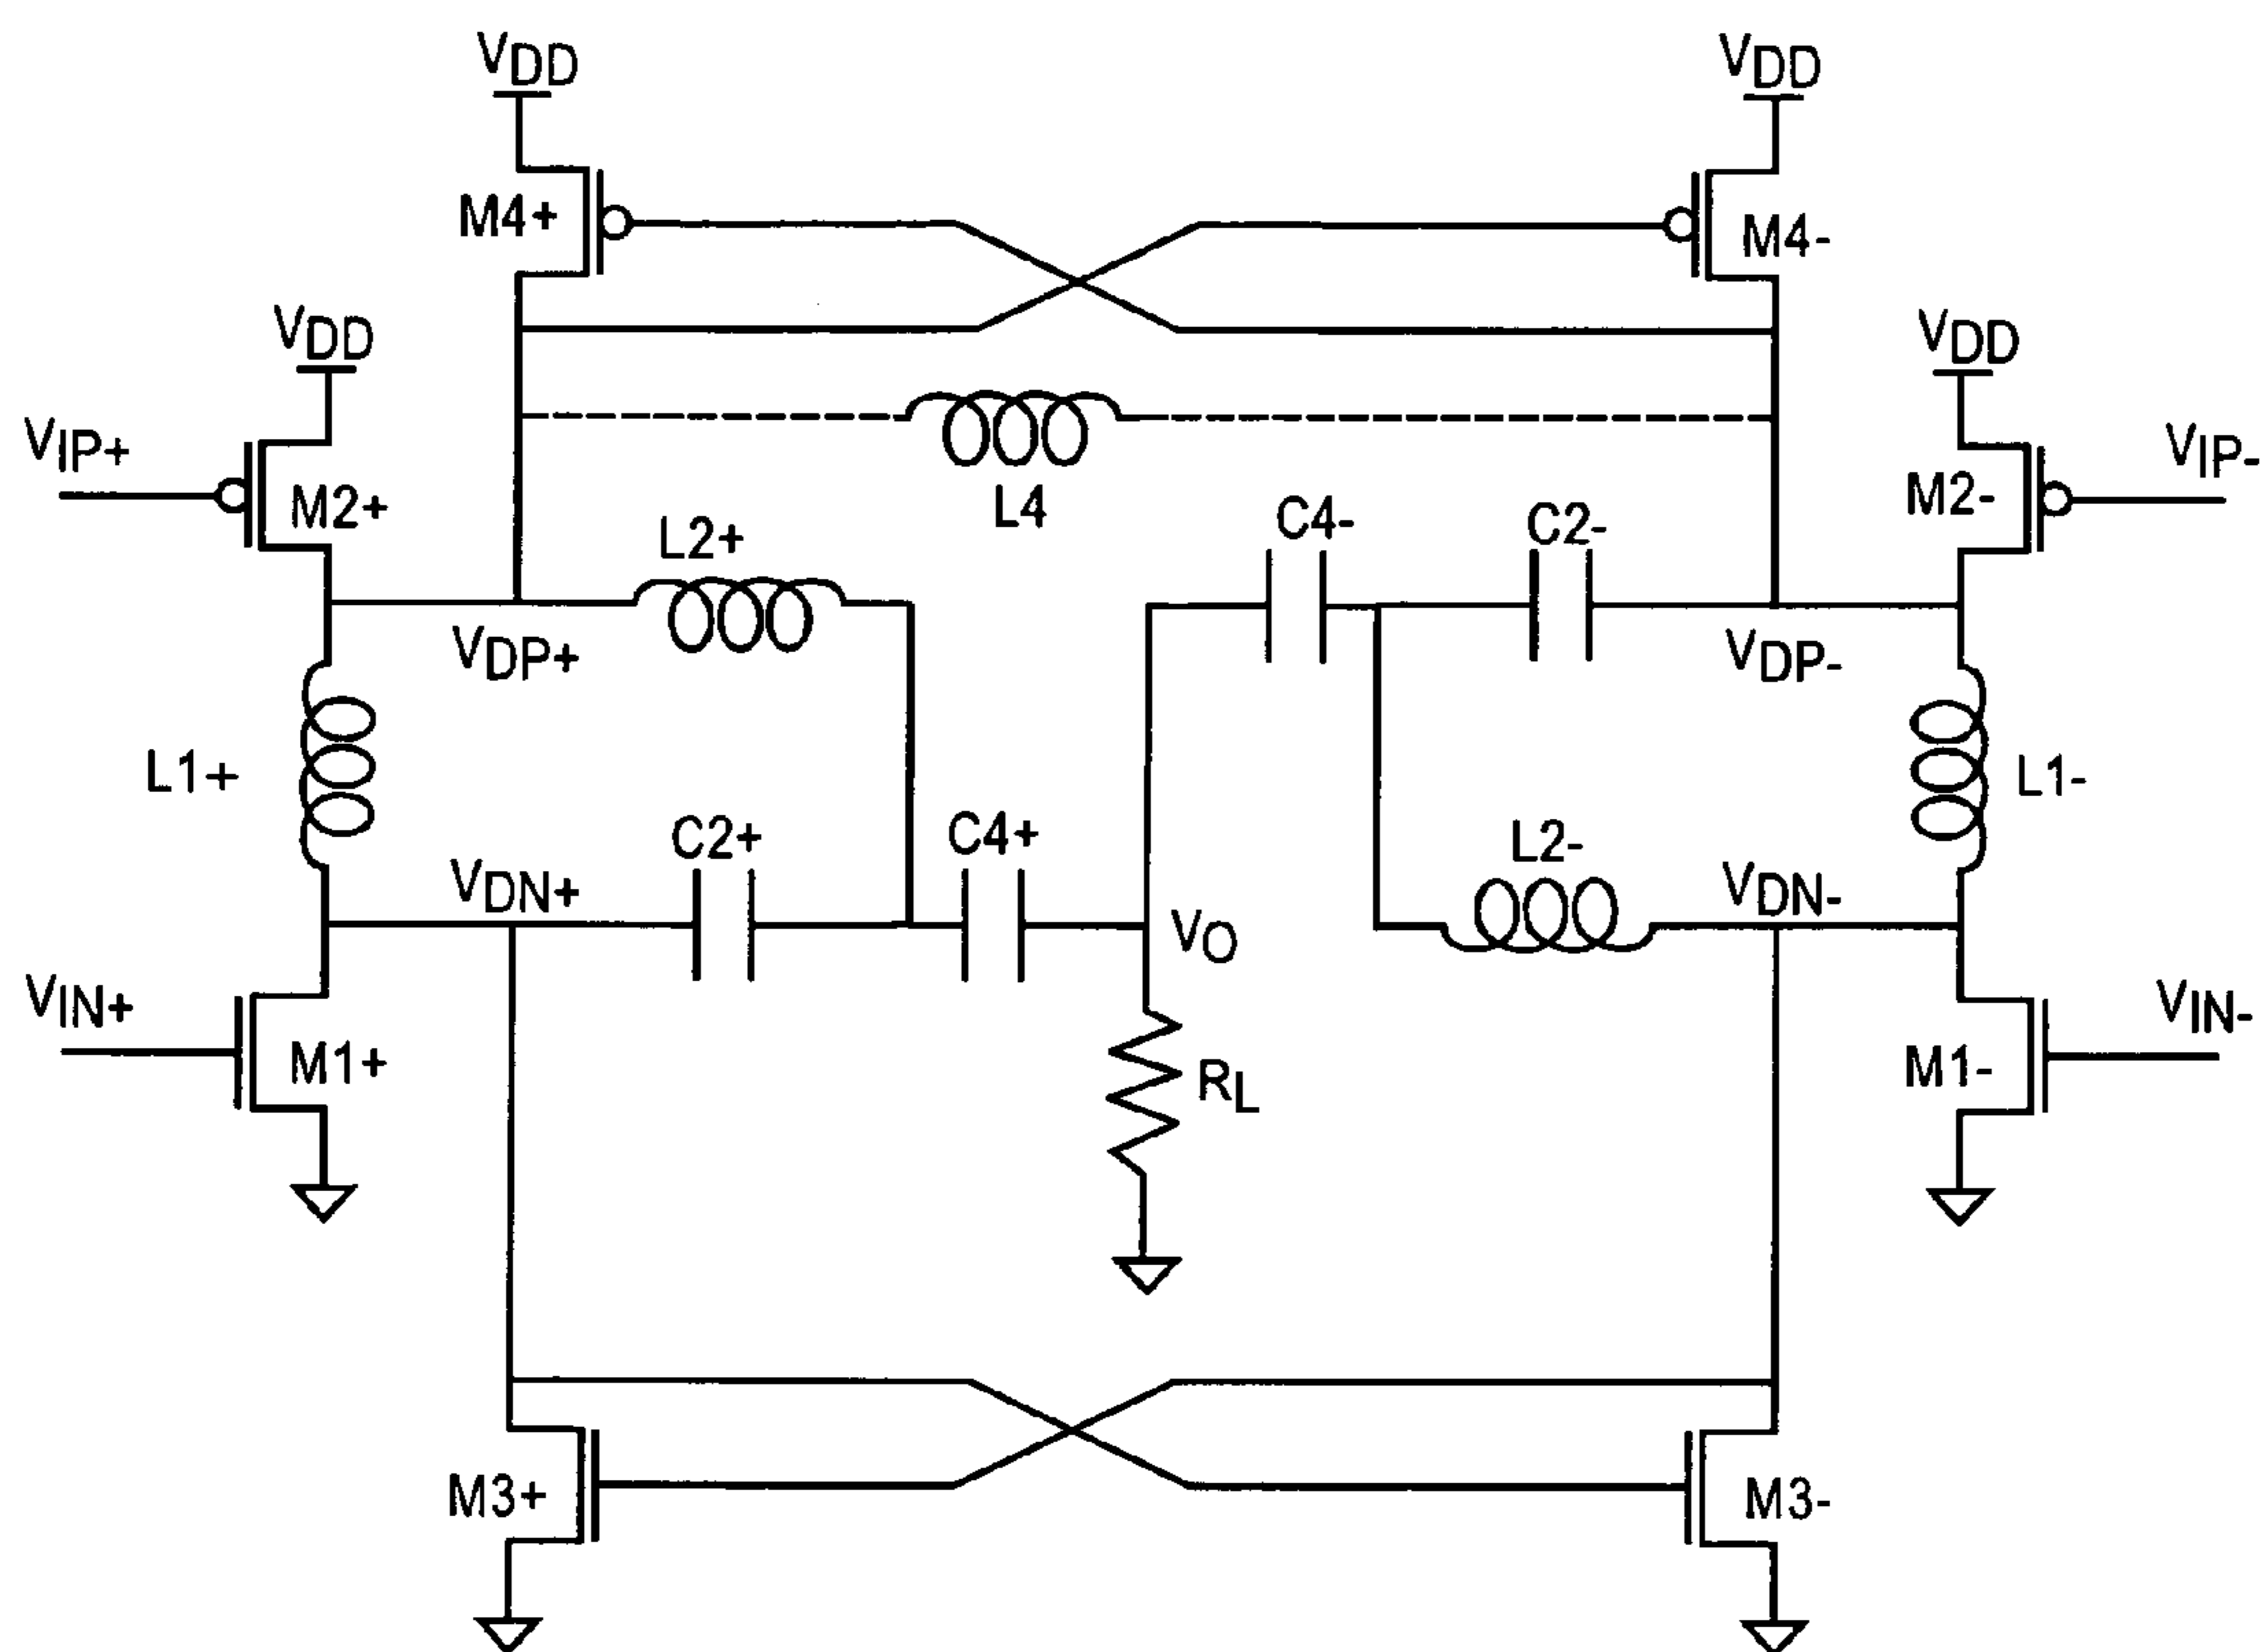 VDD
VDD
M4+
M4-
VDD
VDD
VIP+
M2+
L4
M2-
VIP-
L2+
C4-
C2-
VDP+
VDP-
L1+
L1-
C2+
C4+
L2-
VDN+
VO
VDN-
VIN+
M1+
RL
M1-
VIN-
M3+
M3-